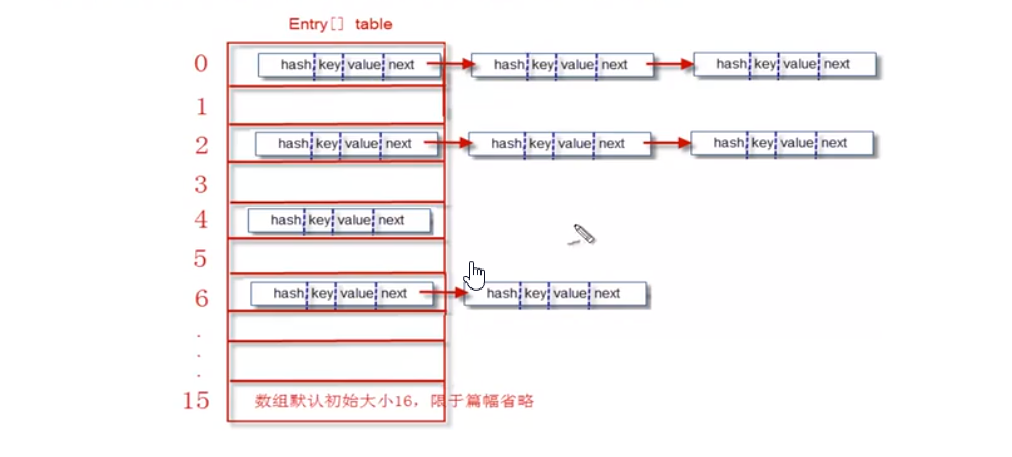 Entry[] table
0 hash key value next hash key value next hash key value next
1
2 hash key value next hash key value next hash key value next
3
4 hash key value next
5
6 hash key value next hash key value next
.
.
.
15 数组默认初始大小16，限于篇幅省略